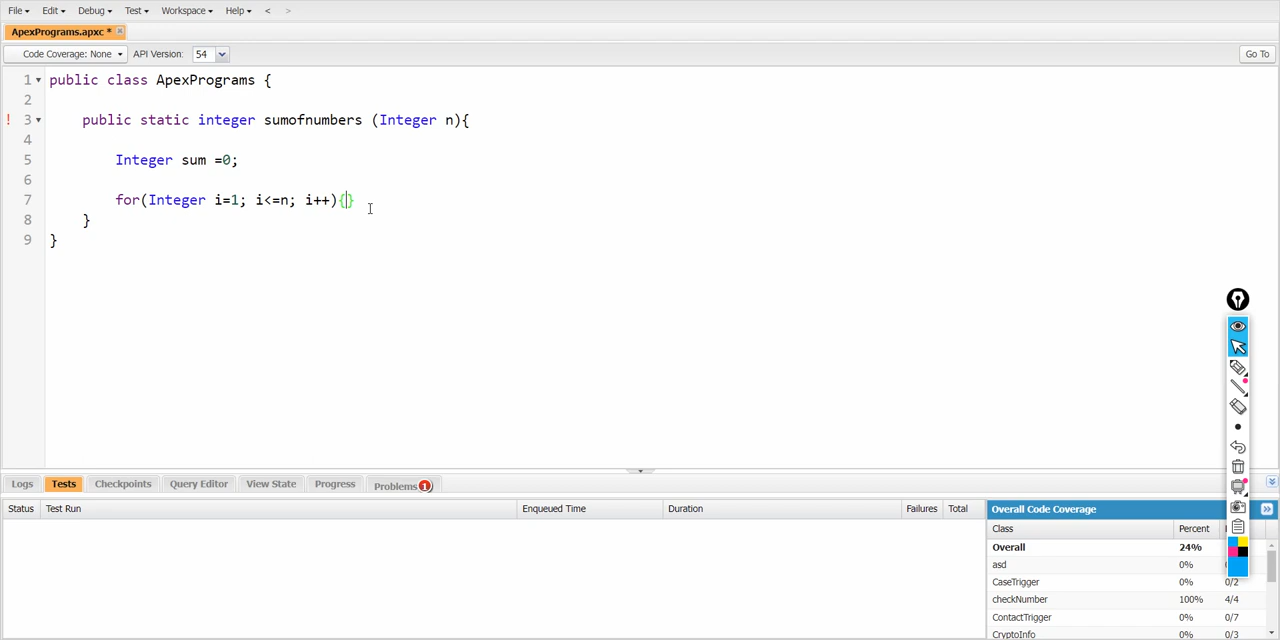 File Edit Debug Test Workspace Help < >
ApexPrograms.apxc *
Code Coverage: None API Version: 54 Go To
1 public class ApexPrograms {
2
! 3 public static integer sumofnumbers (Integer n){
4
5 Integer sum =0;
6
7 for(Integer i=1; i<=n; i++){}
8 }
9 }
Logs Tests Checkpoints Query Editor View State Progress Problems 1
Status Test Run Enqueued Time Duration Failures Total
Overall Code Coverage
Class Percent
Overall 24%
asd 0%
CaseTrigger 0% 0/2
checkNumber 100% 4/4
ContactTrigger 0% 0/7
CryptoInfo 0% 0/3